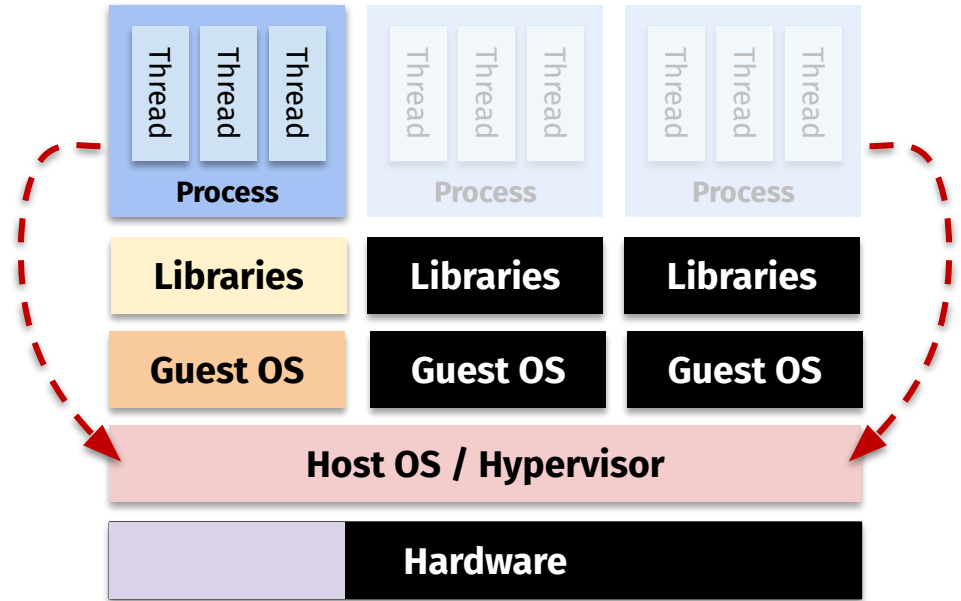 Thread Thread Thread
Thread Thread Thread
Thread Thread Thread
Process
Process
Process
Libraries
Libraries
Libraries
Guest OS
Guest OS
Guest OS
Host OS / Hypervisor
Hardware